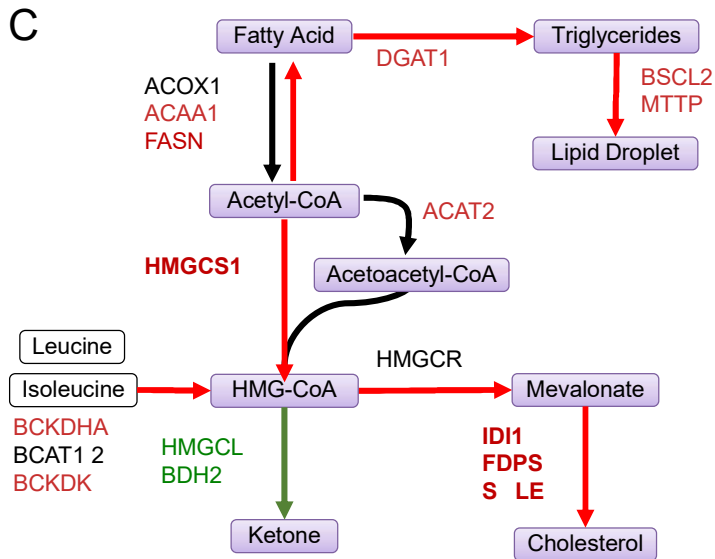 C
Fatty Acid
Triglycerides
DGAT1
ACOX1
ACAA1
FASN
BSCL2
MTTP
Lipid Droplet
Acetyl-CoA
ACAT2
HMGCS1
Acetoacetyl-CoA
Leucine
Isoleucine
HMG-CoA
HMGCR
Mevalonate
BCKDHA
BCAT1 2
BCKDK
HMGCL
BDH2
IDI1
FDPS
S LE
Ketone
Cholesterol